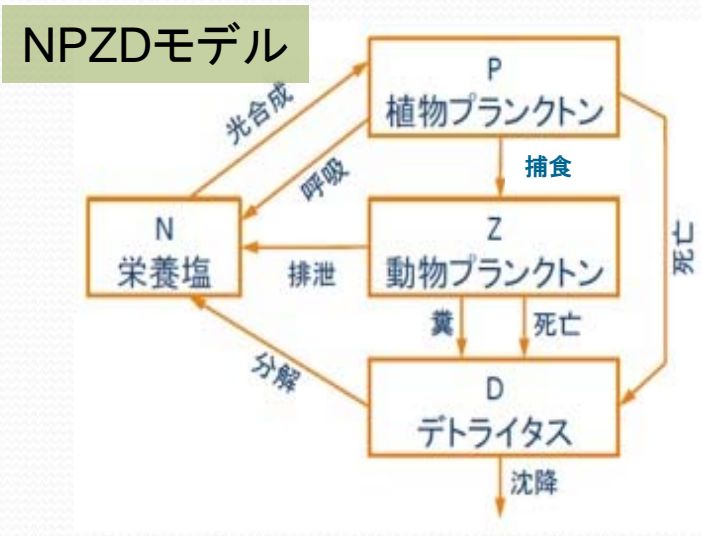 NPZDモデル
P
植物プランクトン
光合成
呼吸
捕食
N
栄養塩
Z
動物プランクトン
排泄
死亡
糞
死亡
分解
D
デトライタス
沈降